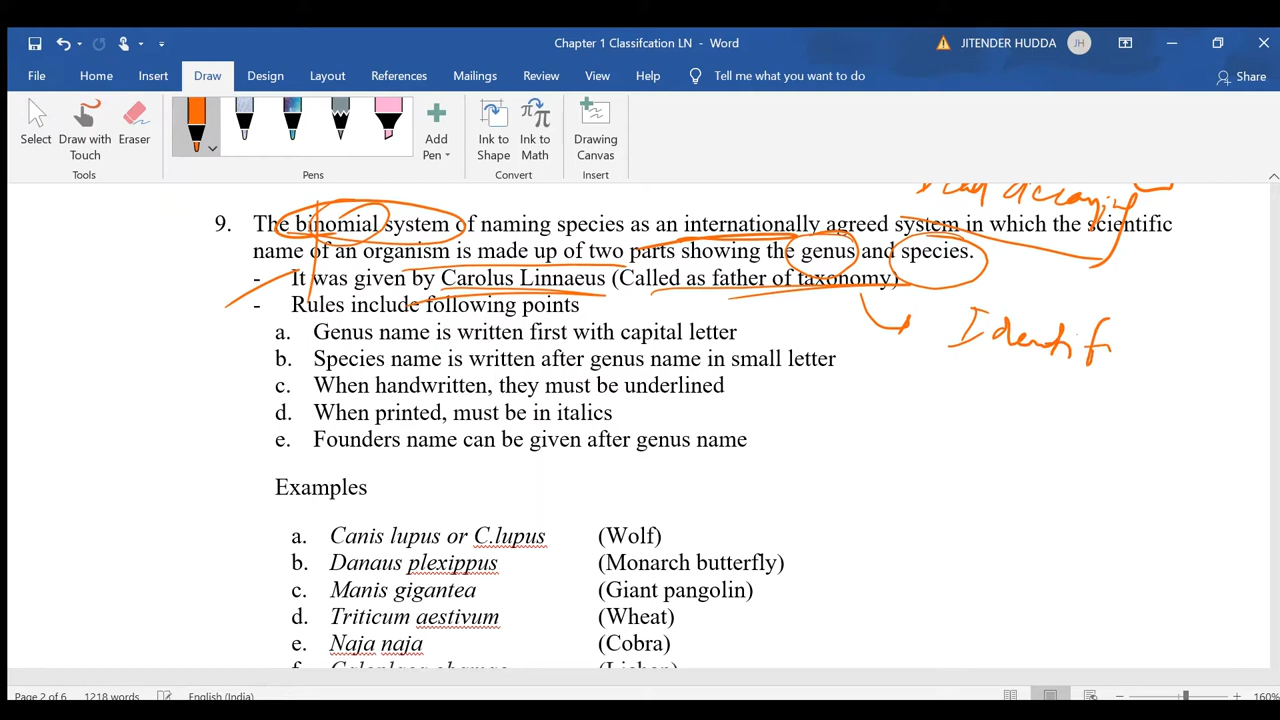 Chapter 1 Classifcation LN - Word
JITENDER HUDDA
JH
File Home Insert Draw Design Layout References Mailings Review View Help Tell me what you want to do Share
Select Draw with Touch Eraser Add Pen Ink to Shape Ink to Math Drawing Canvas
Tools Pens Convert Insert
9. The binomial system of naming species as an internationally agreed system in which the scientific
name of an organism is made up of two parts showing the genus and species.
- It was given by Carolus Linnaeus (Called as father of taxonomy)
- Rules include following points
Identif
a. Genus name is written first with capital letter
b. Species name is written after genus name in small letter
c. When handwritten, they must be underlined
d. When printed, must be in italics
e. Founders name can be given after genus name
Examples
a. Canis lupus or C.lupus (Wolf)
b. Danaus plexippus (Monarch butterfly)
c. Manis gigantea (Giant pangolin)
d. Triticum aestivum (Wheat)
e. Naja naja (Cobra)
Page 2 of 6 1218 words English (India) 160%